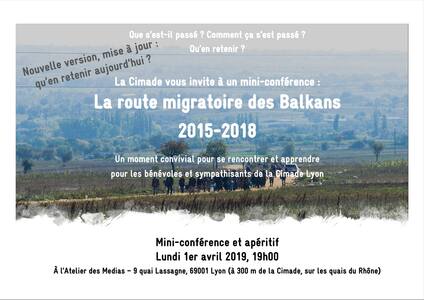 Que s'est-il passé ? Comment ça s'est passé ?
Qu'en retenir ?
Nouvelle version, mise à jour :
qu'en retenir aujourd'hui ?
La Cimade vous invite à un mini-conférence :
La route migratoire des Balkans
2015-2018
Un moment convivial pour se rencontrer et apprendre
pour les bénévoles et sympathisants de la Cimade Lyon
Mini-conférence et apéritif
Lundi 1er avril 2019, 19h00
À l'Atelier des Medias – 9 quai Lassagne, 69001 Lyon (à 300 m de la Cimade, sur les quais du Rhône)